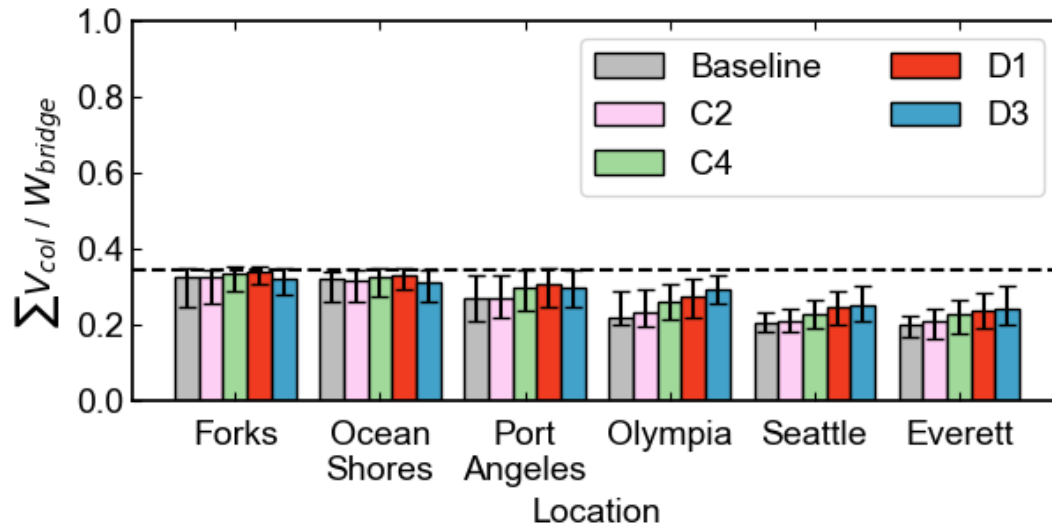 1.0
0.8
0.6
0.4
0.2
0.0
∑V_col / W_bridge
Baseline
C2
C4
D1
D3
Forks
Ocean
Shores
Port
Angeles
Olympia
Seattle
Everett
Location